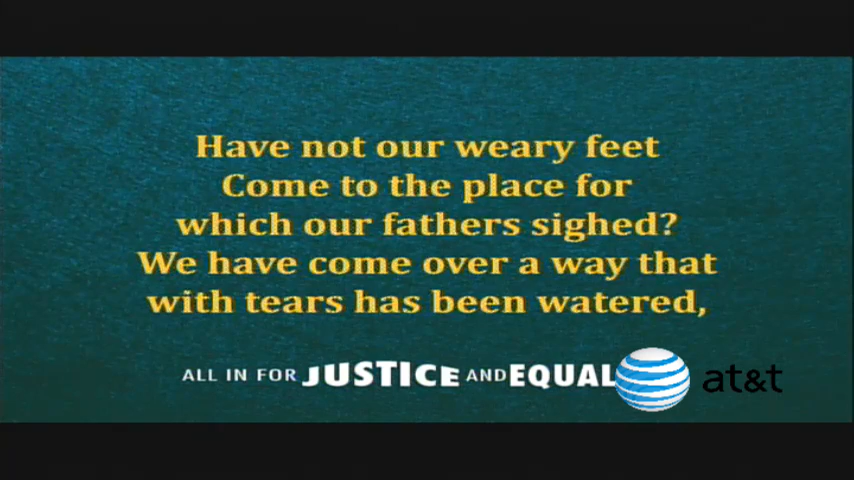 Have not our weary feet
Come to the place for
which our fathers sighed?
We have come over a way that
with tears has been watered,
ALL IN FOR JUSTICE AND EQUAL
at&t